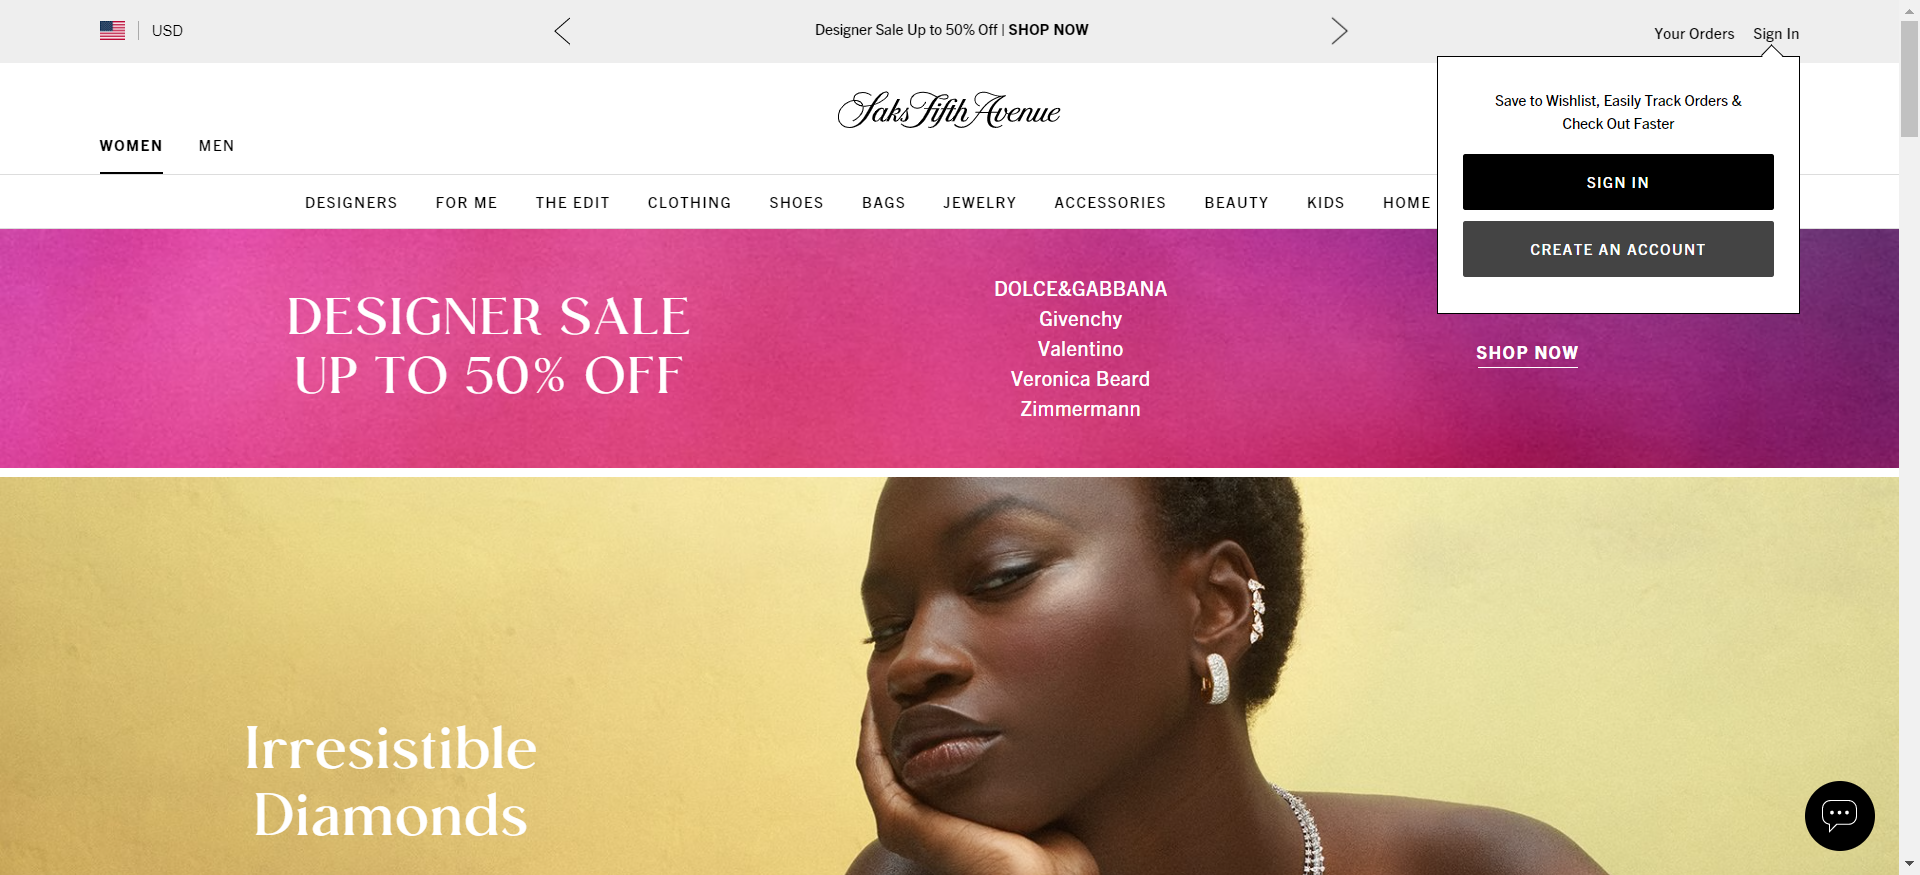 USD
Designer Sale Up to 50% Off | SHOP NOW
Your Orders
Sign In
Saks Fifth Avenue
Save to Wishlist, Easily Track Orders &
Check Out Faster
SIGN IN
CREATE AN ACCOUNT
WOMEN
MEN
DESIGNERS
FOR ME
THE EDIT
CLOTHING
SHOES
BAGS
JEWELRY
ACCESSORIES
BEAUTY
KIDS
HOME
DESIGNER SALE
UP TO 50% OFF
DOLCE&GABBANA
Givenchy
Valentino
Veronica Beard
Zimmermann
SHOP NOW
Irresistible
Diamonds